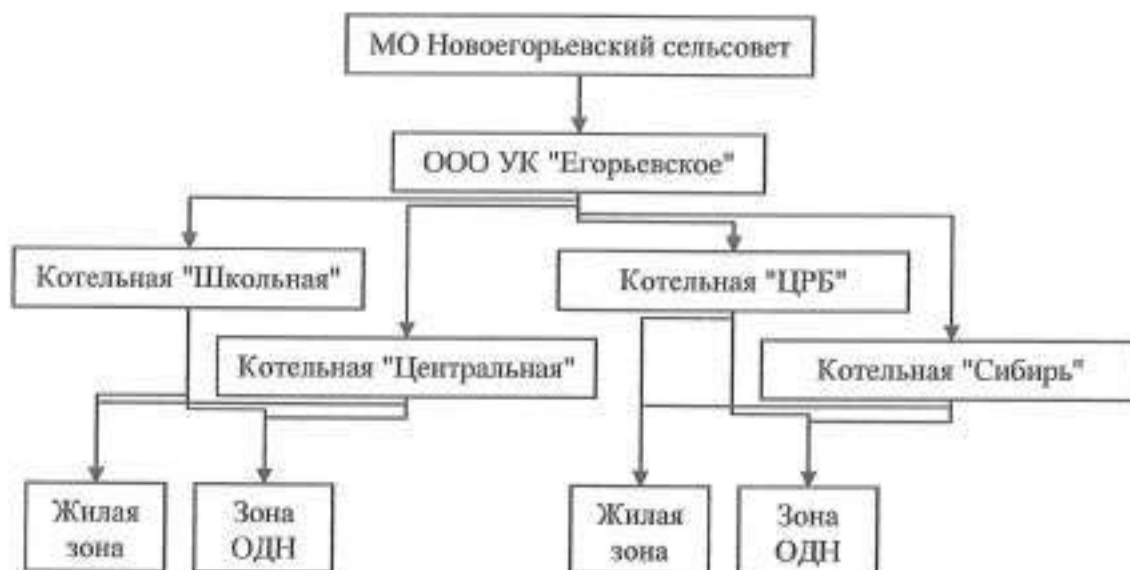 МО Новоегорьевский сельсовет
ООО УК "Егорьевское"
Котельная "Школьная"
Котельная "ЦРБ"
Котельная "Центральная"
Котельная "Сибирь"
Жилая
зона
Зона
ОДН
Жилая
зона
Зона
ОДН